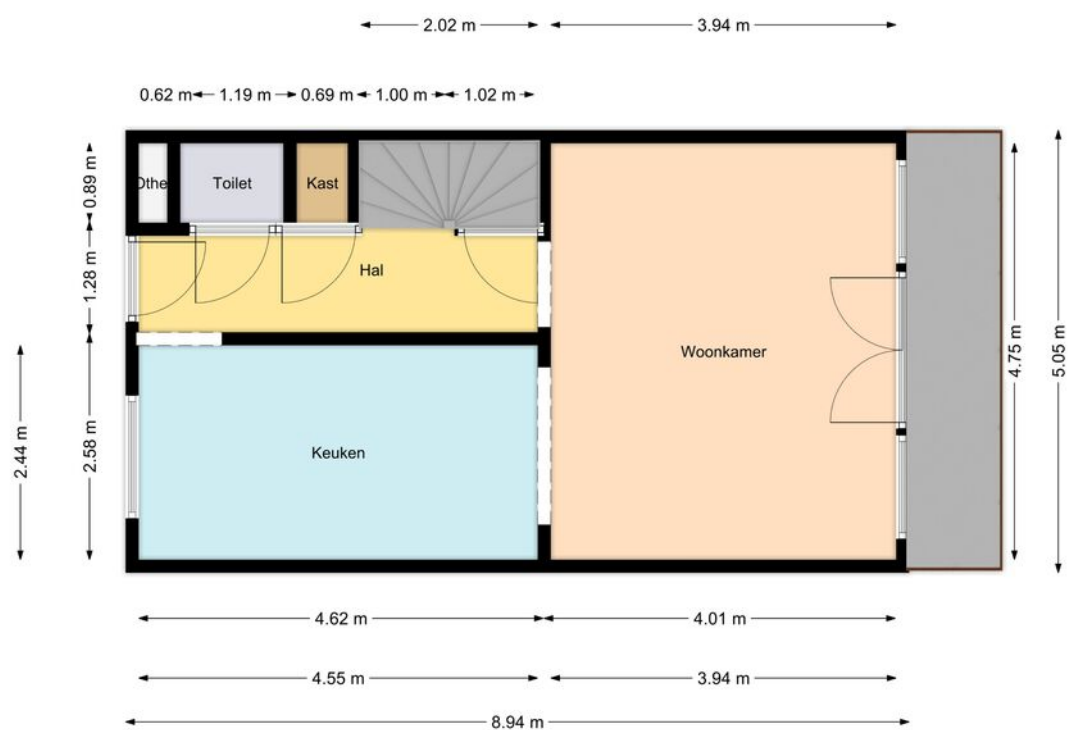 2.02 m
3.94 m
0.62 m
1.19 m
0.69 m
1.00 m
1.02 m
0.89 m
Othe
Toilet
Kast
1.28 m
Hal
Woonkamer
4.75 m
5.05 m
2.44 m
2.58 m
Keuken
4.62 m
4.01 m
4.55 m
3.94 m
8.94 m